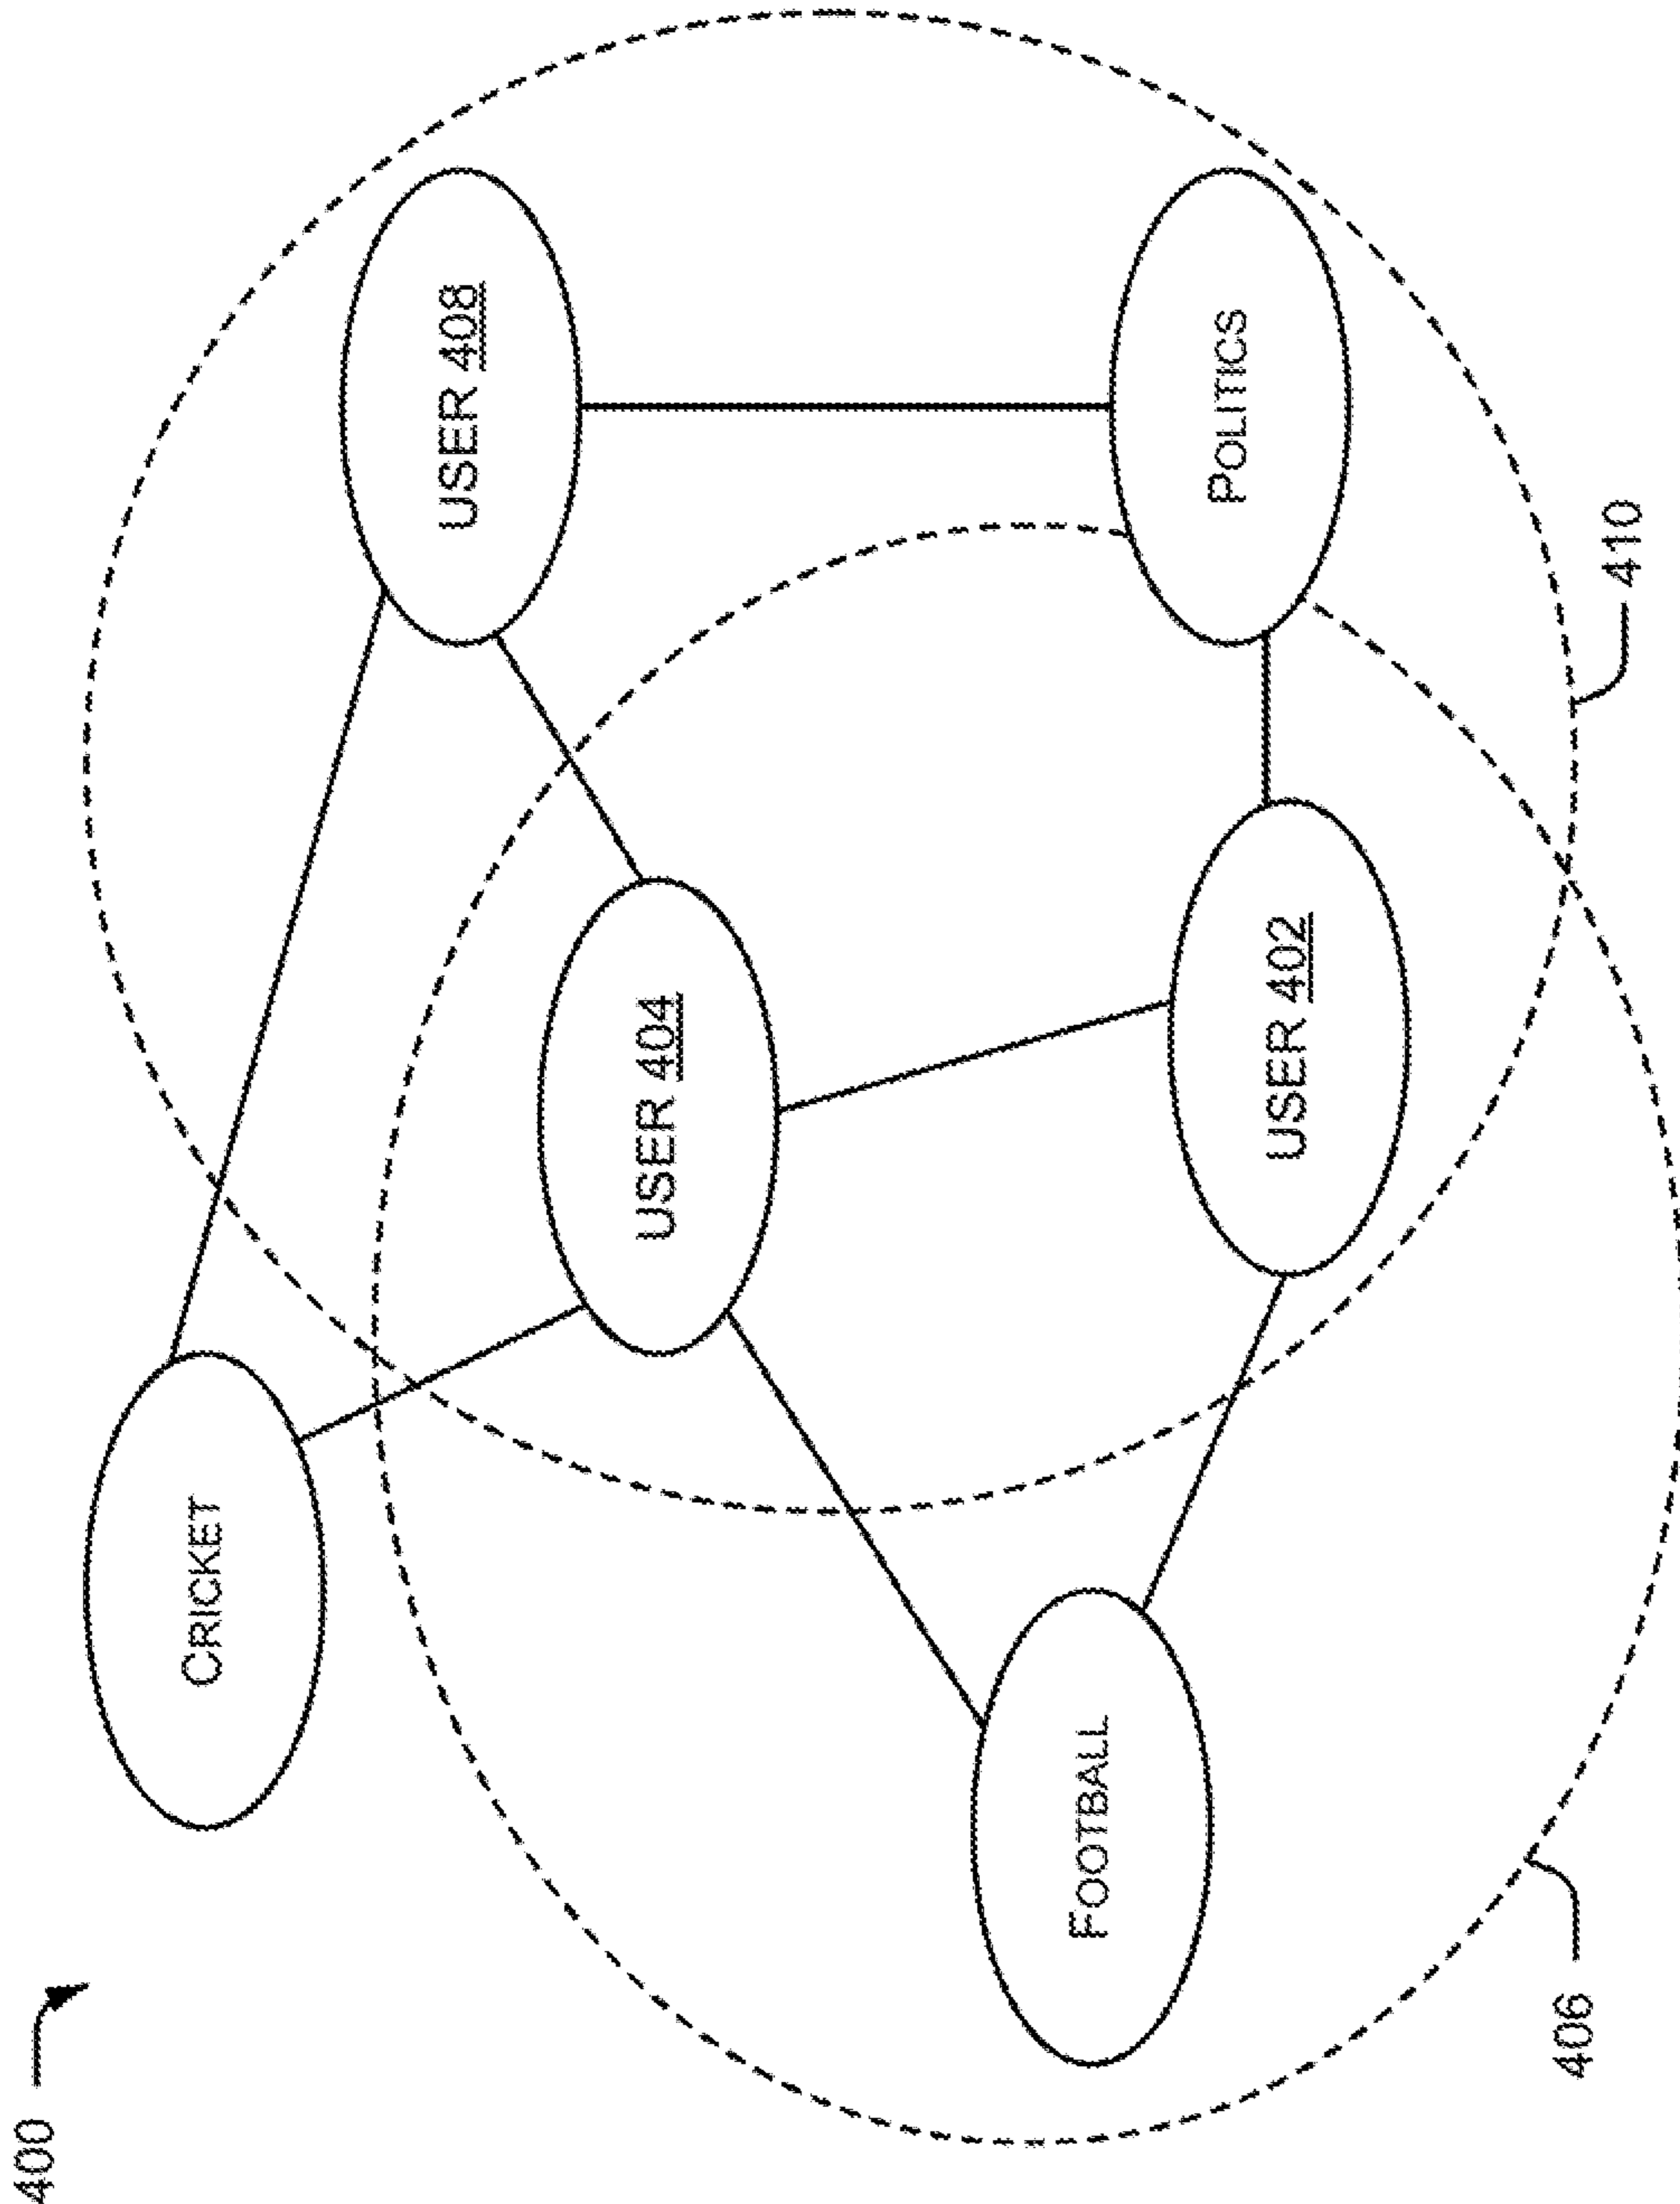 400
CRICKET
USER 408
USER 404
FOOTBALL
USER 402
POLITICS
406
410